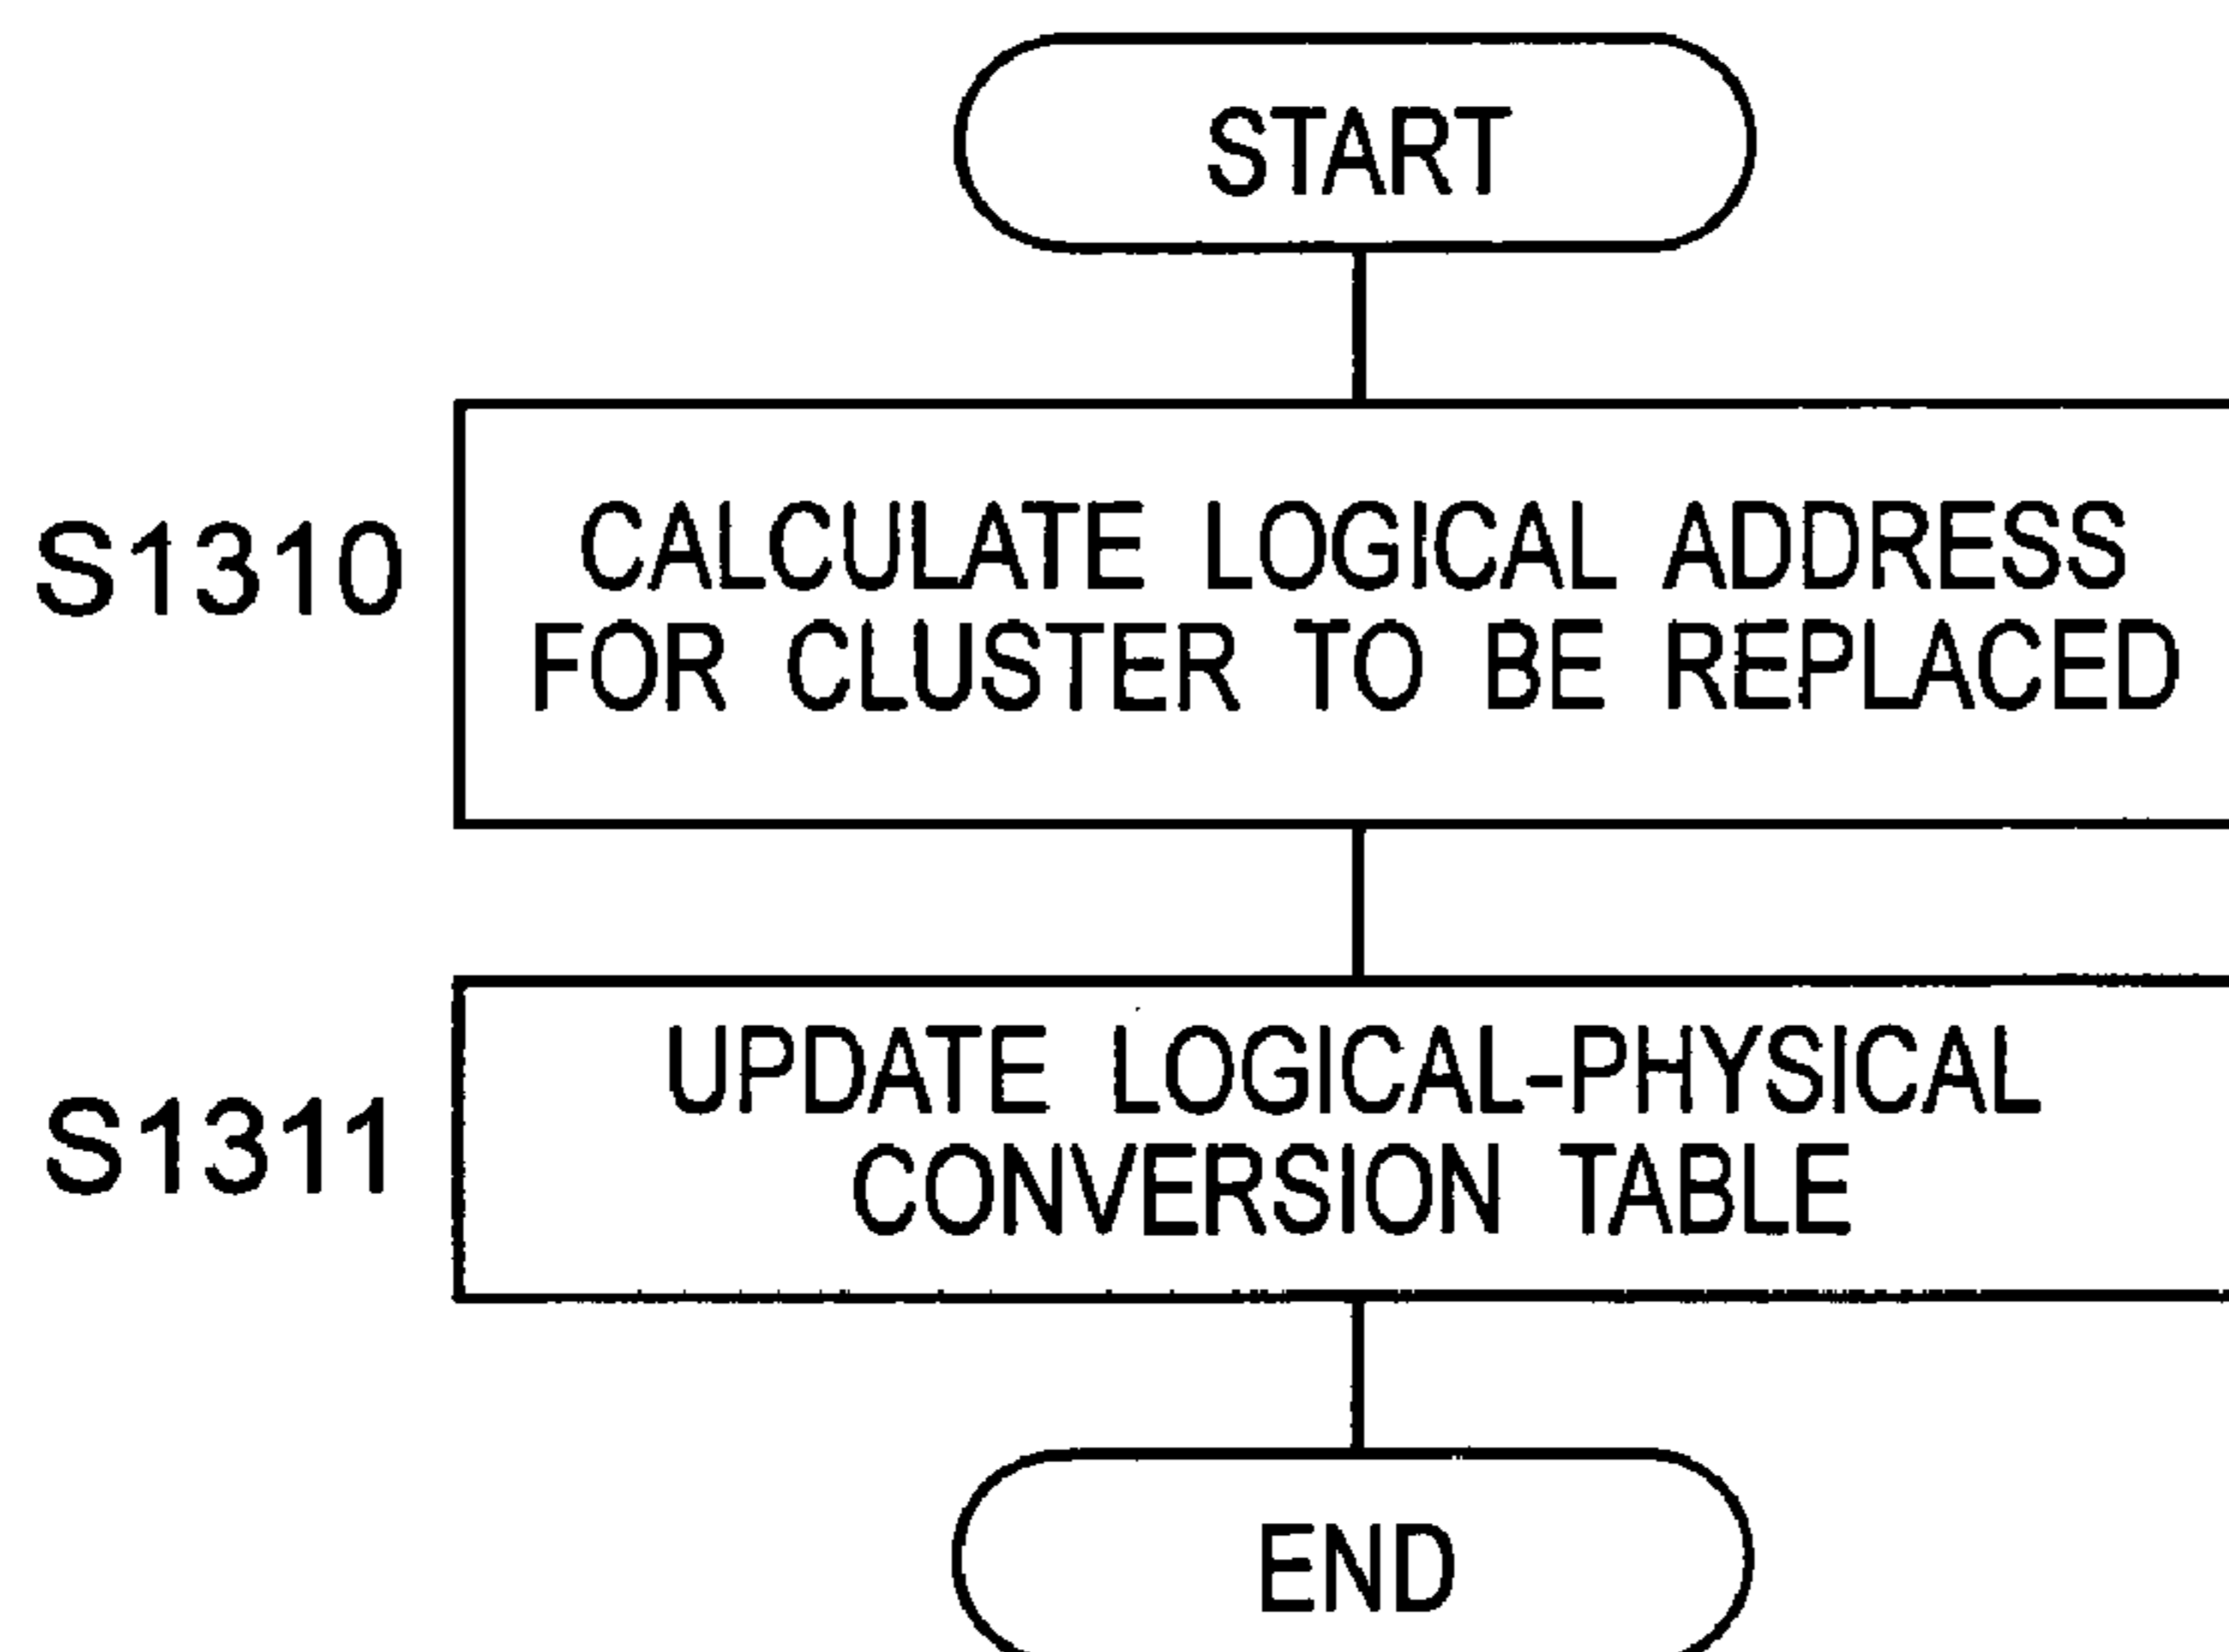 START
S1310
CALCULATE LOGICAL ADDRESS
FOR CLUSTER TO BE REPLACED
S1311
UPDATE LOGICAL-PHYSICAL
CONVERSION TABLE
END